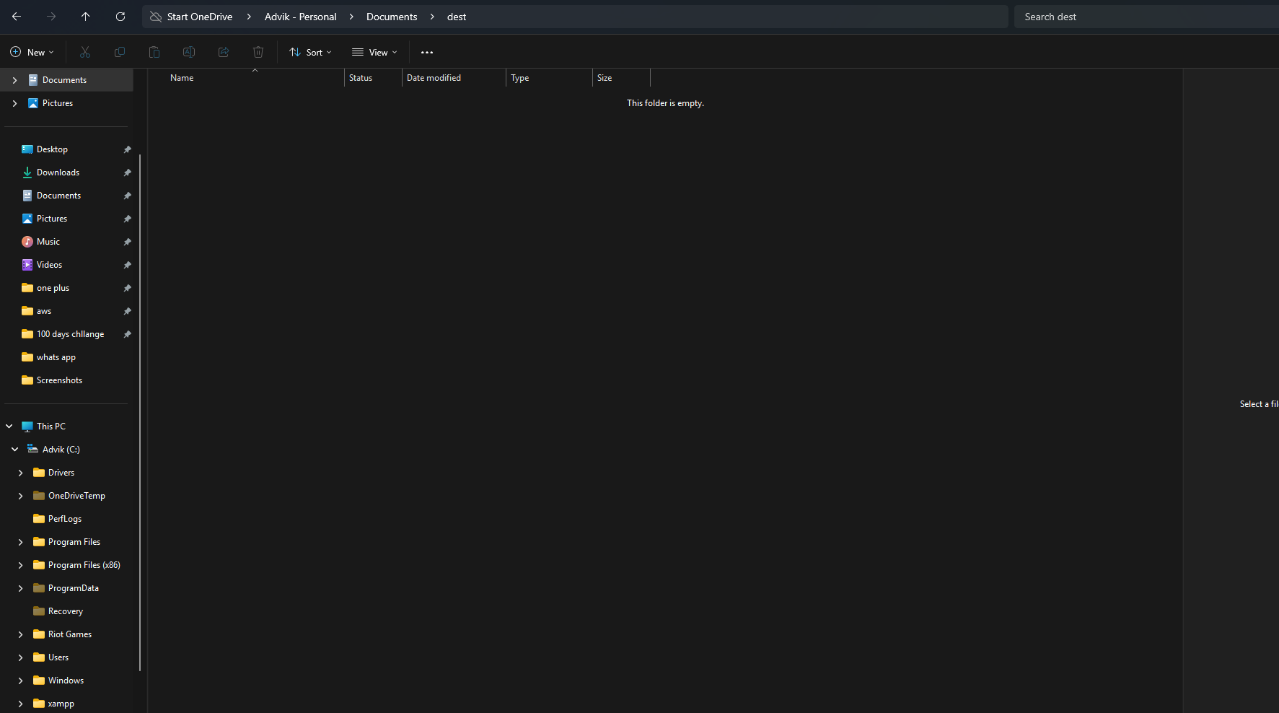 Start OneDrive > Advik - Personal > Documents > dest
Search dest
New
Sort
View
Documents
Pictures
Name
Status
Date modified
Type
Size
This folder is empty.
Desktop
Downloads
Documents
Pictures
Music
Videos
one plus
aws
100 days chllange
whats app
Screenshots
Select a fil
This PC
Advik (C:)
Drivers
OneDriveTemp
PerfLogs
Program Files
Program Files (x86)
ProgramData
Recovery
Riot Games
Users
Windows
xampp